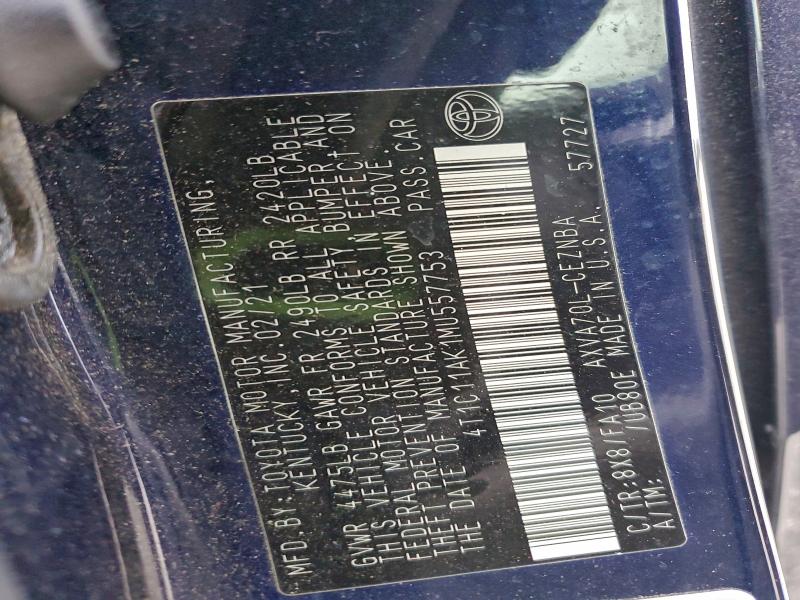 MFD. BY: TOYOTA MOTOR MANUFACTURING,
KENTUCKY, INC. 02/21
GVWR 4475LB GAWR FR 2490LB RR 2420LB
THIS VEHICLE CONFORMS TO ALL APPLICABLE
FEDERAL MOTOR VEHICLE SAFETY BUMPER AND
THEFT PREVENTION STANDARDS IN EFFECT ON
THE DATE OF MANUFACTURE SHOWN ABOVE.
4T1C11AK1MU557753 PASS. CAR
C/TR:8X8/EA10 AXVA70L-CEZNBA
A/TM: /UB80E MADE IN U.S.A. 57727